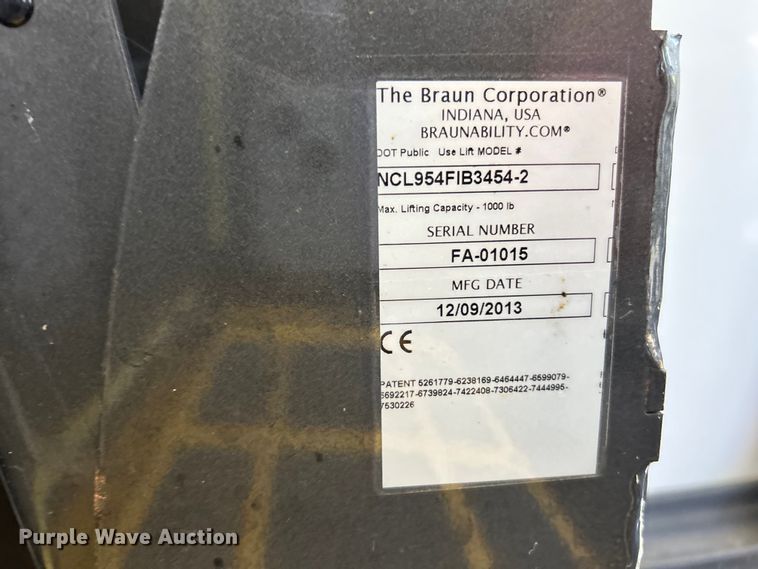 The Braun Corporation®
INDIANA, USA
BRAUNABILITY.COM®
DOT Public Use Lift MODEL #
NCL954FIB3454-2
Max. Lifting Capacity - 1000 lb
SERIAL NUMBER
FA-01015
MFG DATE
12/09/2013
CE
PATENT 5261779-6238169-6464447-6599079-
6692217-6739824-7422408-7306422-7444995-
7530226
Purple Wave Auction